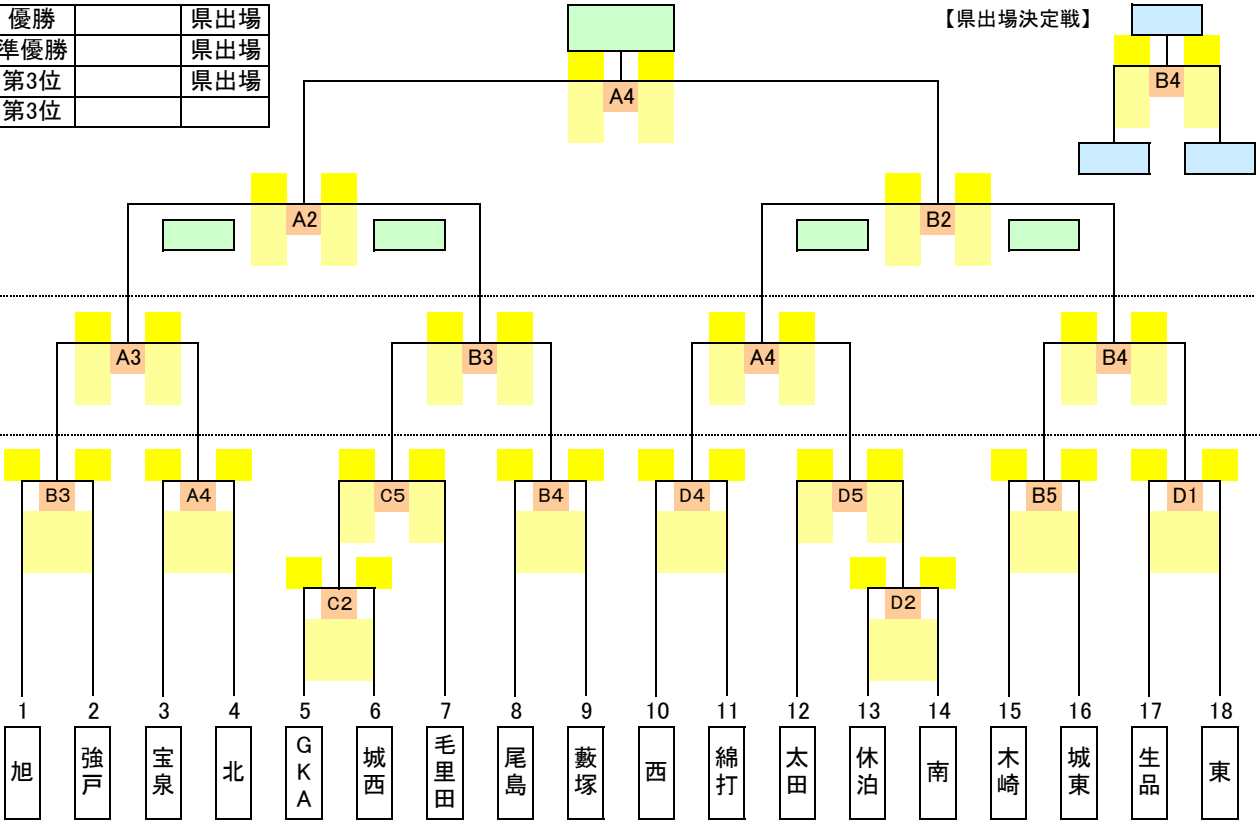 優勝 県出場
準優勝 県出場
第3位 県出場
第3位
【県出場決定戦】
B4
A4
A2
B2
A3
B3
A4
B4
B3
A4
C5
B4
D4
D5
B5
D1
C2
D2
1 2 3 4 5 6 7 8 9 10 11 12 13 14 15 16 17 18
旭
強戸
宝泉
北
GKA
城西
毛里田
尾島
藪塚
西
綿打
太田
休泊
南
木崎
城東
生品
東